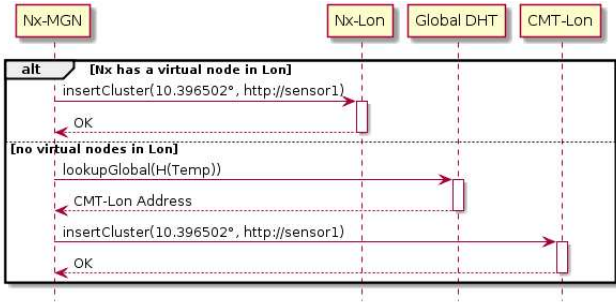 Nx-MGN Nx-Lon Global DHT CMT-Lon
alt [Nx has a virtual node in Lon]
insertCluster(10.396502°, http://sensor1)
OK
[no virtual nodes in Lon]
lookupGlobal(H(Temp))
CMT-Lon Address
insertCluster(10.396502°, http://sensor1)
OK